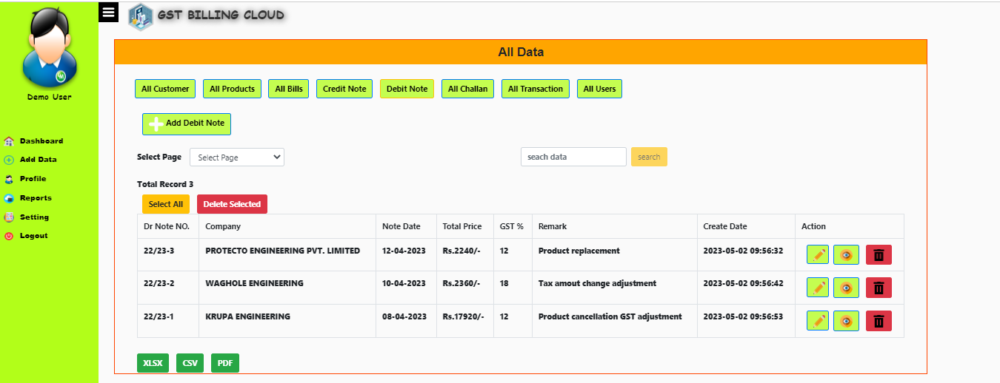 GST BILLING CLOUD
Demo User
Dashboard
Add Data
Profile
Reports
Setting
Logout
All Data
All Customer All Products All Bills Credit Note Debit Note All Challan All Transaction All Users
Add Debit Note
Select Page Select Page seach data search
Total Record 3
Select All Delete Selected
Dr Note NO. Company Note Date Total Price GST % Remark Create Date Action
22/23-3 PROTECTO ENGINEERING PVT. LIMITED 12-04-2023 Rs.2240/- 12 Product replacement 2023-05-02 09:56:32
22/23-2 WAGHOLE ENGINEERING 10-04-2023 Rs.2360/- 18 Tax amout change adjustment 2023-05-02 09:56:42
22/23-1 KRUPA ENGINEERING 08-04-2023 Rs.17920/- 12 Product cancellation GST adjustment 2023-05-02 09:56:53
XLSX CSV PDF